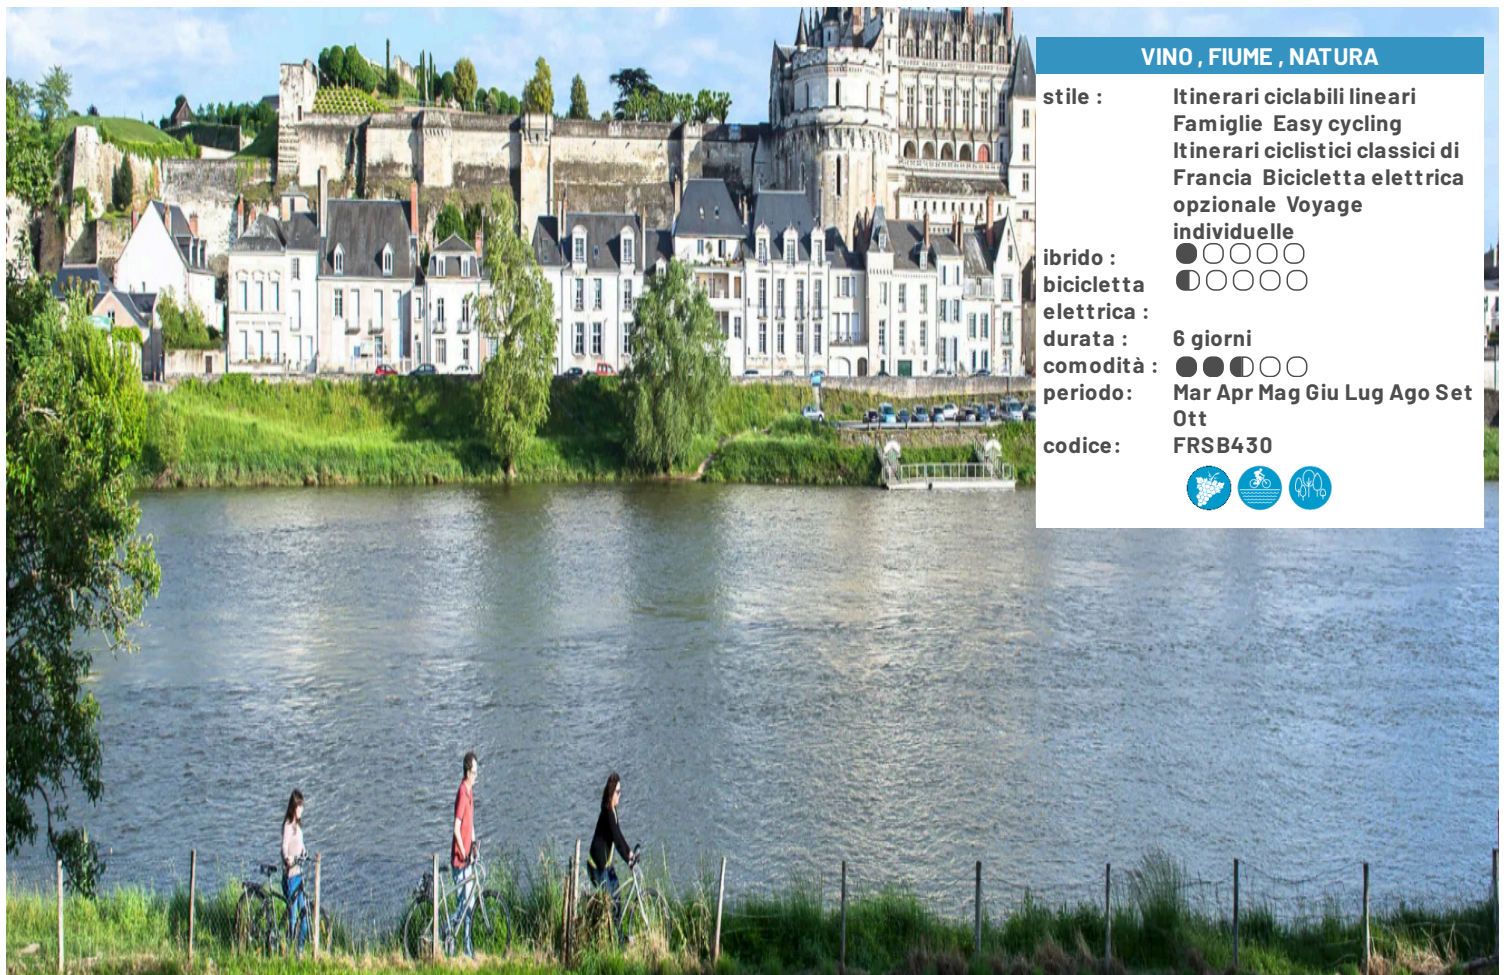 VINO , FIUME , NATURA
stile : Itinerari ciclabili lineari
Famiglie Easy cycling
Itinerari ciclistici classici di
Francia Bicicletta elettrica
opzionale Voyage
individuelle
ibrido :
bicicletta
elettrica :
durata : 6 giorni
comodità :
periodo: Mar Apr Mag Giu Lug Ago Set
Ott
codice: FRSB430